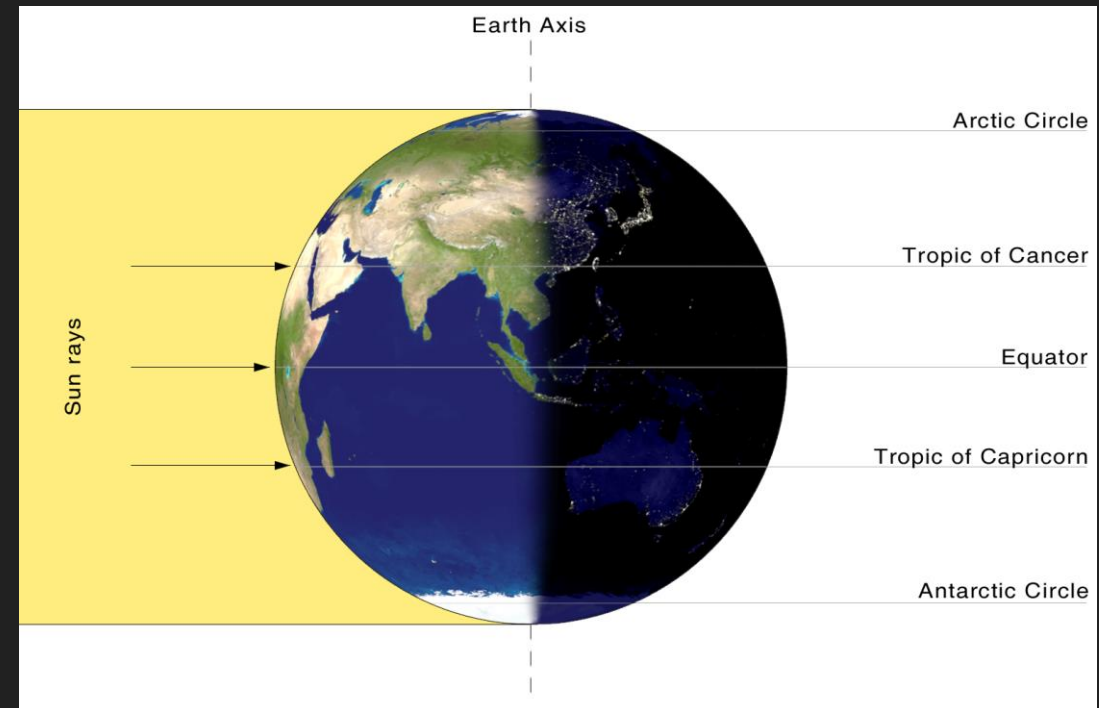 Earth Axis
Arctic Circle
Tropic of Cancer
Sun rays
Equator
Tropic of Capricorn
Antarctic Circle